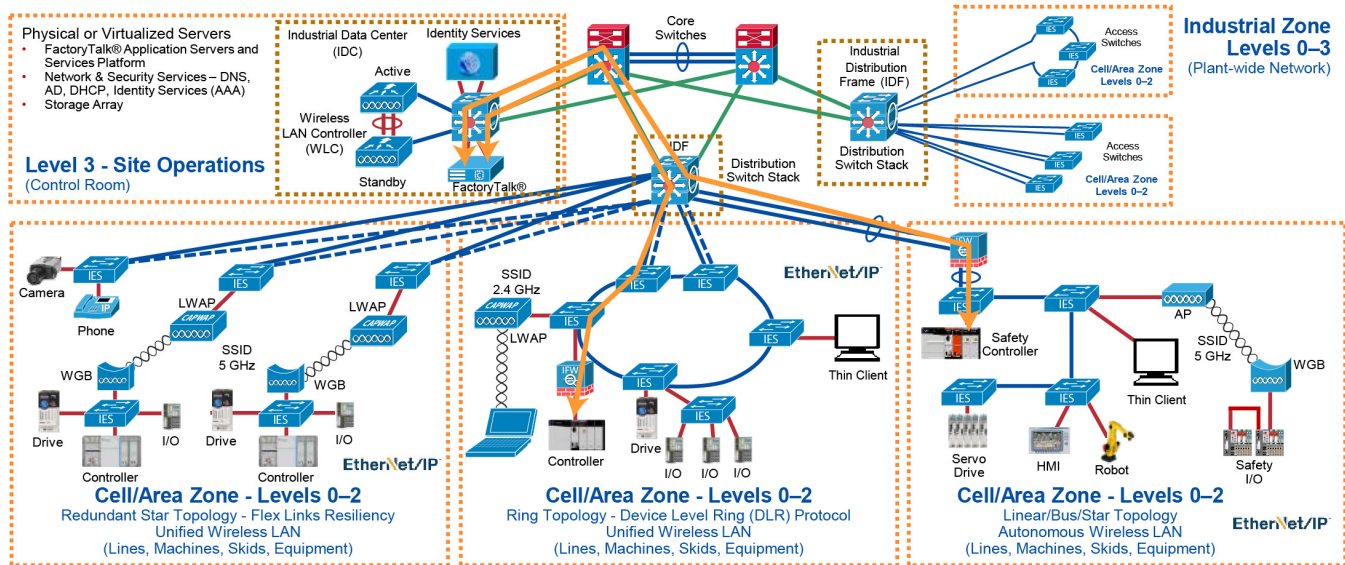 Physical or Virtualized Servers
• FactoryTalk® Application Servers and
Services Platform
• Network & Security Services – DNS,
AD, DHCP, Identity Services (AAA)
• Storage Array
Level 3 - Site Operations
(Control Room)
Industrial Data Center
(IDC)
Identity Services
Active
Wireless
LAN Controller
(WLC)
Standby
FactoryTalk®
Core
Switches
Industrial
Distribution
Frame (IDF)
Distribution
Switch Stack
IDF
Distribution
Switch Stack
IES
IES
IES
Access
Switches
Cell/Area Zone
Levels 0–2
IES
IES
IES
Access
Switches
Cell/Area Zone
Levels 0–2
Industrial Zone
Levels 0–3
(Plant-wide Network)
Camera
IES
IP
Phone
IES
LWAP
CAPWAP
SSID
5 GHz
WGB
IES
Drive
I/O
Controller
IES
LWAP
CAPWAP
WGB
IES
Drive
I/O
Controller
EtherNet/IP™
Cell/Area Zone - Levels 0–2
Redundant Star Topology - Flex Links Resiliency
Unified Wireless LAN
(Lines, Machines, Skids, Equipment)
SSID
2.4 GHz
CAPWAP
LWAP
IES
IES
IES
IES
IES
IES
IFW
Controller
Drive
I/O
I/O
I/O
Thin Client
EtherNet/IP™
Cell/Area Zone - Levels 0–2
Ring Topology - Device Level Ring (DLR) Protocol
Unified Wireless LAN
(Lines, Machines, Skids, Equipment)
IFW
IES
Safety
Controller
IES
AP
SSID
5 GHz
WGB
Thin Client
IES
IES
Servo
Drive
HMI
Robot
Safety
I/O
Cell/Area Zone - Levels 0–2
Linear/Bus/Star Topology
Autonomous Wireless LAN
(Lines, Machines, Skids, Equipment)
EtherNet/IP™